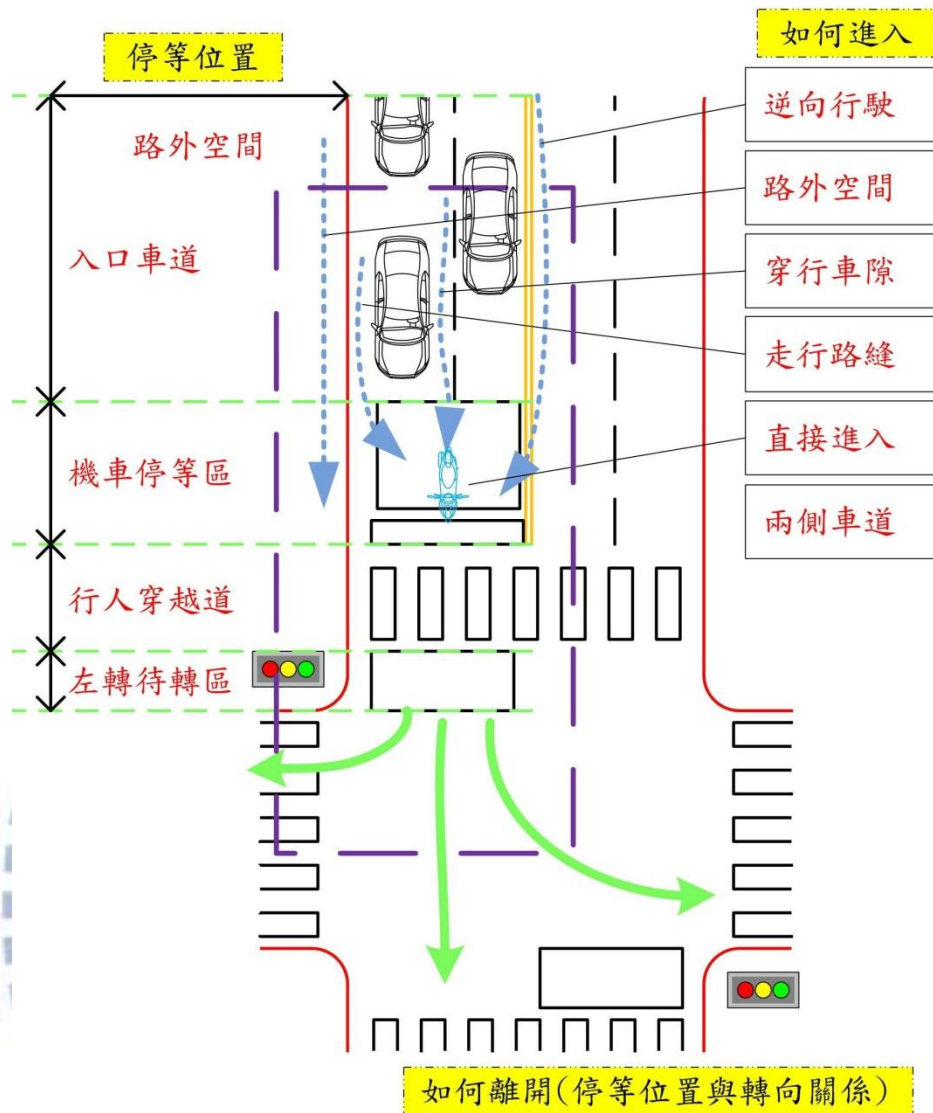 停等位置
如何進入
路外空間
入口車道
機車停等區
行人穿越道
左轉待轉區
逆向行駛
路外空間
穿行車隙
走行路縫
直接進入
兩側車道
如何離開(停等位置與轉向關係)